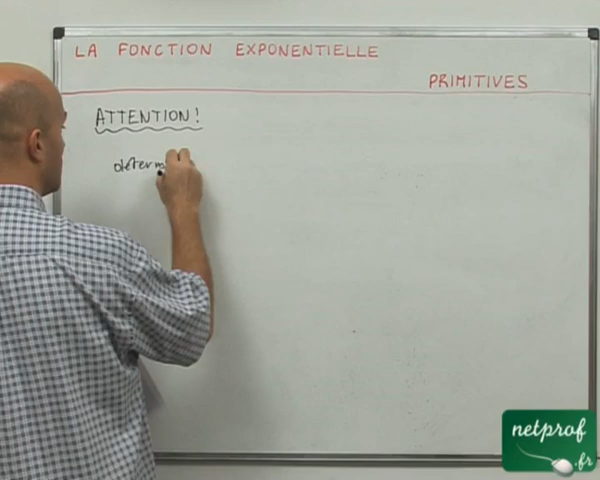 LA FONCTION EXPONENTIELLE
PRIMITIVES
ATTENTION!
déterm
netprof
.fr